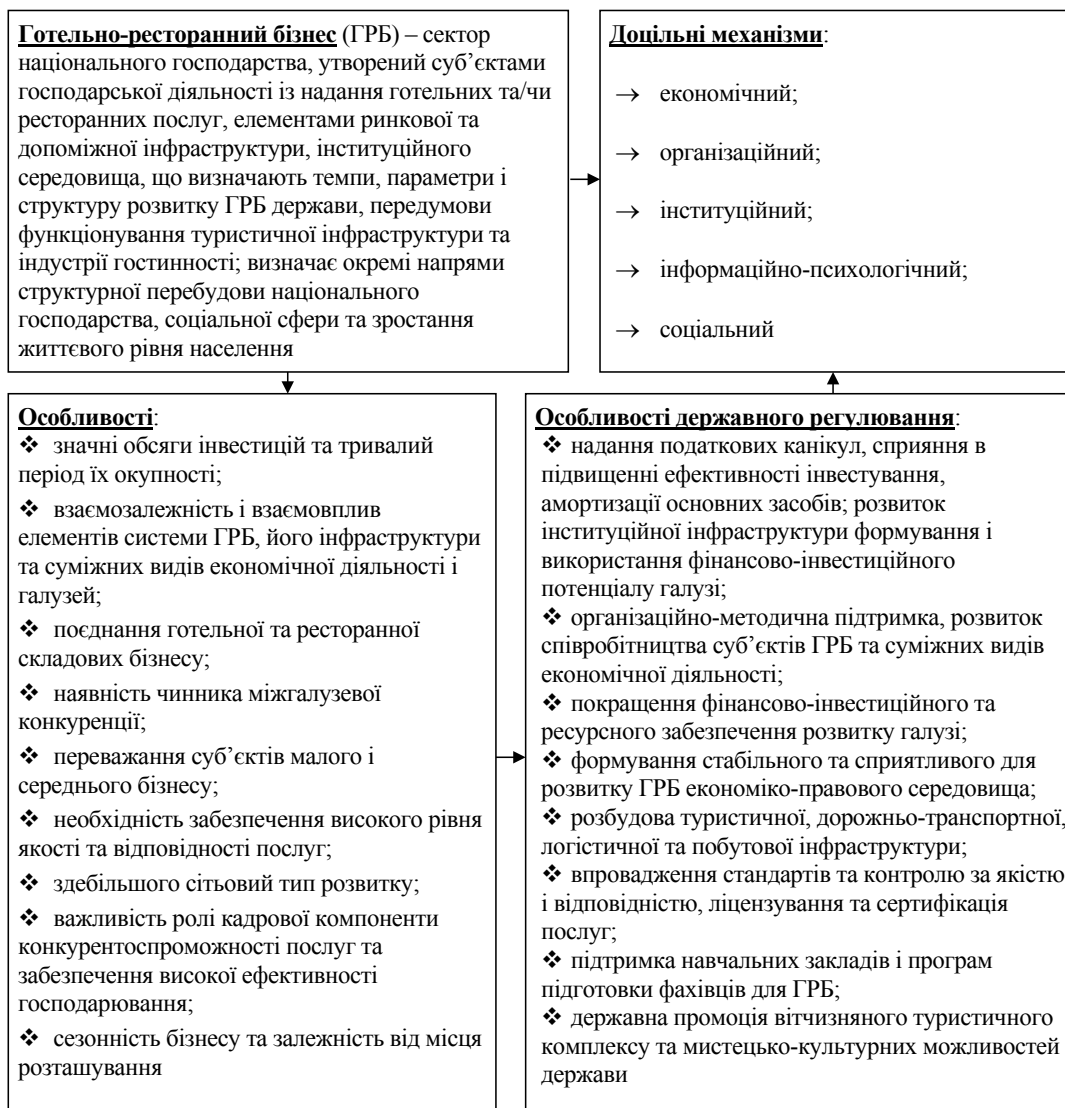 Готельно-ресторанний бізнес (ГРБ) – сектор
національного господарства, утворений суб’єктами
господарської діяльності із надання готельних та/чи
ресторанних послуг, елементами ринкової та
допоміжної інфраструктури, інституційного
середовища, що визначають темпи, параметри і
структуру розвитку ГРБ держави, передумови
функціонування туристичної інфраструктури та
індустрії гостинності; визначає окремі напрями
структурної перебудови національного
господарства, соціальної сфери та зростання
життєвого рівня населення
Доцільні механізми:
→ економічний;
→ організаційний;
→ інституційний;
→ інформаційно-психологічний;
→ соціальний
Особливості:
❖ значні обсяги інвестицій та тривалий
період їх окупності;
❖ взаємозалежність і взаємовплив
елементів системи ГРБ, його інфраструктури
та суміжних видів економічної діяльності і
галузей;
❖ поєднання готельної та ресторанної
складових бізнесу;
❖ наявність чинника міжгалузевої
конкуренції;
❖ переважання суб’єктів малого і
середнього бізнесу;
❖ необхідність забезпечення високого рівня
якості та відповідності послуг;
❖ здебільшого сітьовий тип розвитку;
❖ важливість ролі кадрової компоненти
конкурентоспроможності послуг та
забезпечення високої ефективності
господарювання;
❖ сезонність бізнесу та залежність від місця
розташування
Особливості державного регулювання:
❖ надання податкових канікул, сприяння в
підвищенні ефективності інвестування,
амортизації основних засобів; розвиток
інституційної інфраструктури формування і
використання фінансово-інвестиційного
потенціалу галузі;
❖ організаційно-методична підтримка, розвиток
співробітництва суб’єктів ГРБ та суміжних видів
економічної діяльності;
❖ покращення фінансово-інвестиційного та
ресурсного забезпечення розвитку галузі;
❖ формування стабільного та сприятливого для
розвитку ГРБ економіко-правового середовища;
❖ розбудова туристичної, дорожньо-транспортної,
логістичної та побутової інфраструктури;
❖ впровадження стандартів та контролю за якістю
і відповідністю, ліцензування та сертифікація
послуг;
❖ підтримка навчальних закладів і програм
підготовки фахівців для ГРБ;
❖ державна промоція вітчизняного туристичного
комплексу та мистецько-культурних можливостей
держави